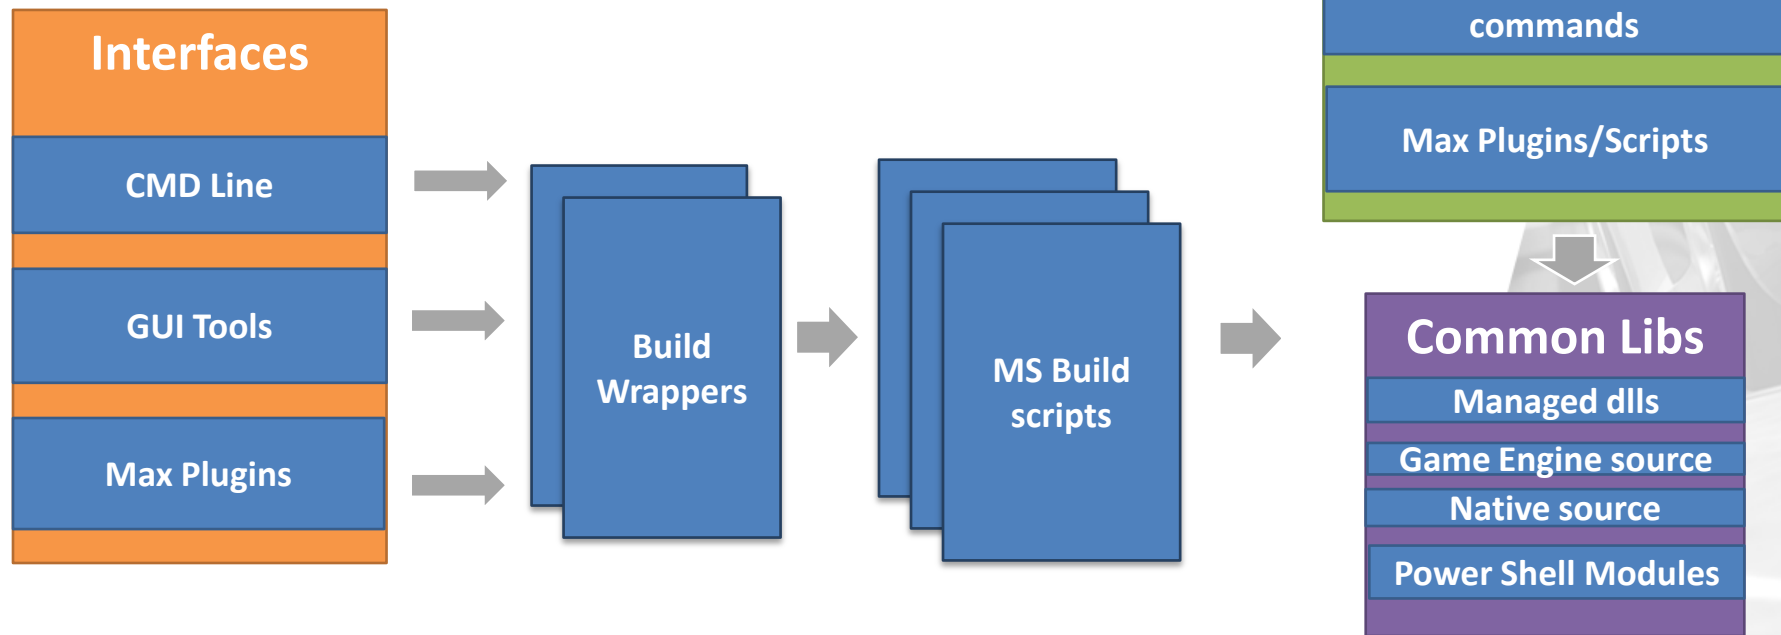 Interfaces
CMD Line
GUI Tools
Max Plugins
Build
Wrappers
MS Build
scripts
commands
Max Plugins/Scripts
Common Libs
Managed dlls
Game Engine source
Native source
Power Shell Modules